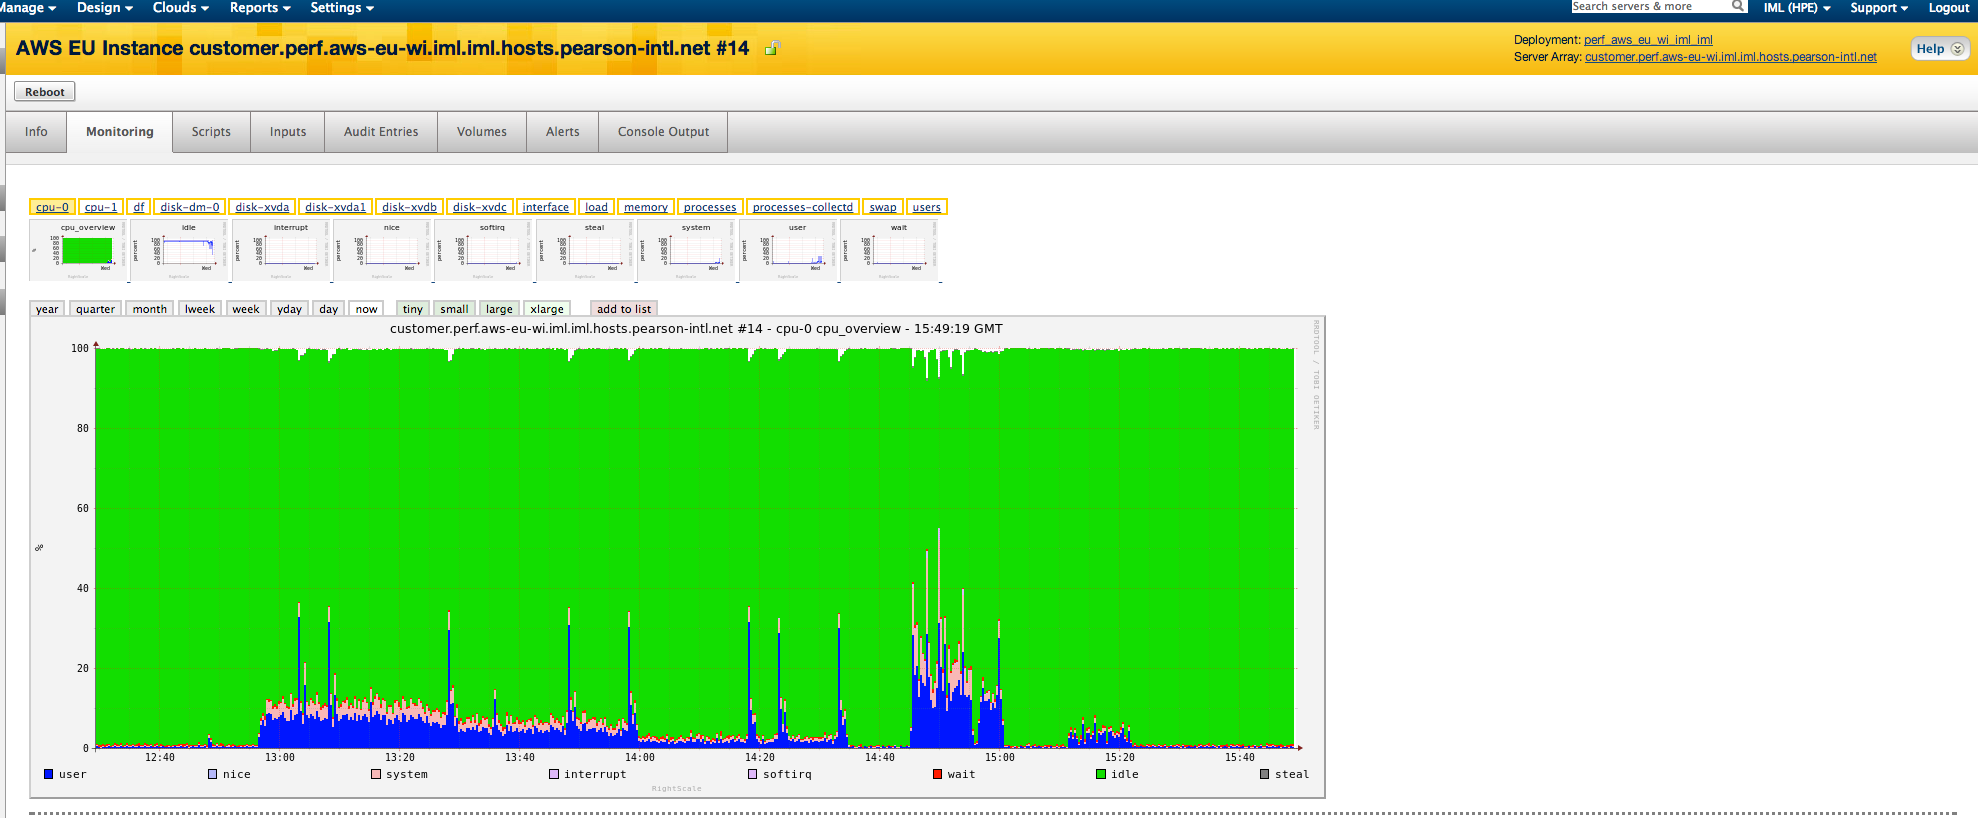 Manage Design Clouds Reports Settings Search servers & more IML (HPE) Support Logout
AWS EU Instance customer.perf.aws-eu-wi.iml.iml.hosts.pearson-intl.net #14
Deployment: perf_aws_eu_wi_iml_iml
Server Array: customer.perf.aws-eu-wi.iml.iml.hosts.pearson-intl.net
Help
Reboot
Info Monitoring Scripts Inputs Audit Entries Volumes Alerts Console Output
cpu-0 cpu-1 df disk-dm-0 disk-xvda disk-xvda1 disk-xvdb disk-xvdc interface load memory processes processes-collectd swap users
cpu_overview idle interrupt nice softirq steal system user wait
year quarter month lweek week yday day now tiny small large xlarge add to list
customer.perf.aws-eu-wi.iml.iml.hosts.pearson-intl.net #14 - cpu-0 cpu_overview - 15:49:19 GMT
RRDTOOL / TOBI OETIKER
100
80
60
%
40
20
0
12:40 13:00 13:20 13:40 14:00 14:20 14:40 15:00 15:20 15:40
user nice system interrupt softirq wait idle steal
RightScale